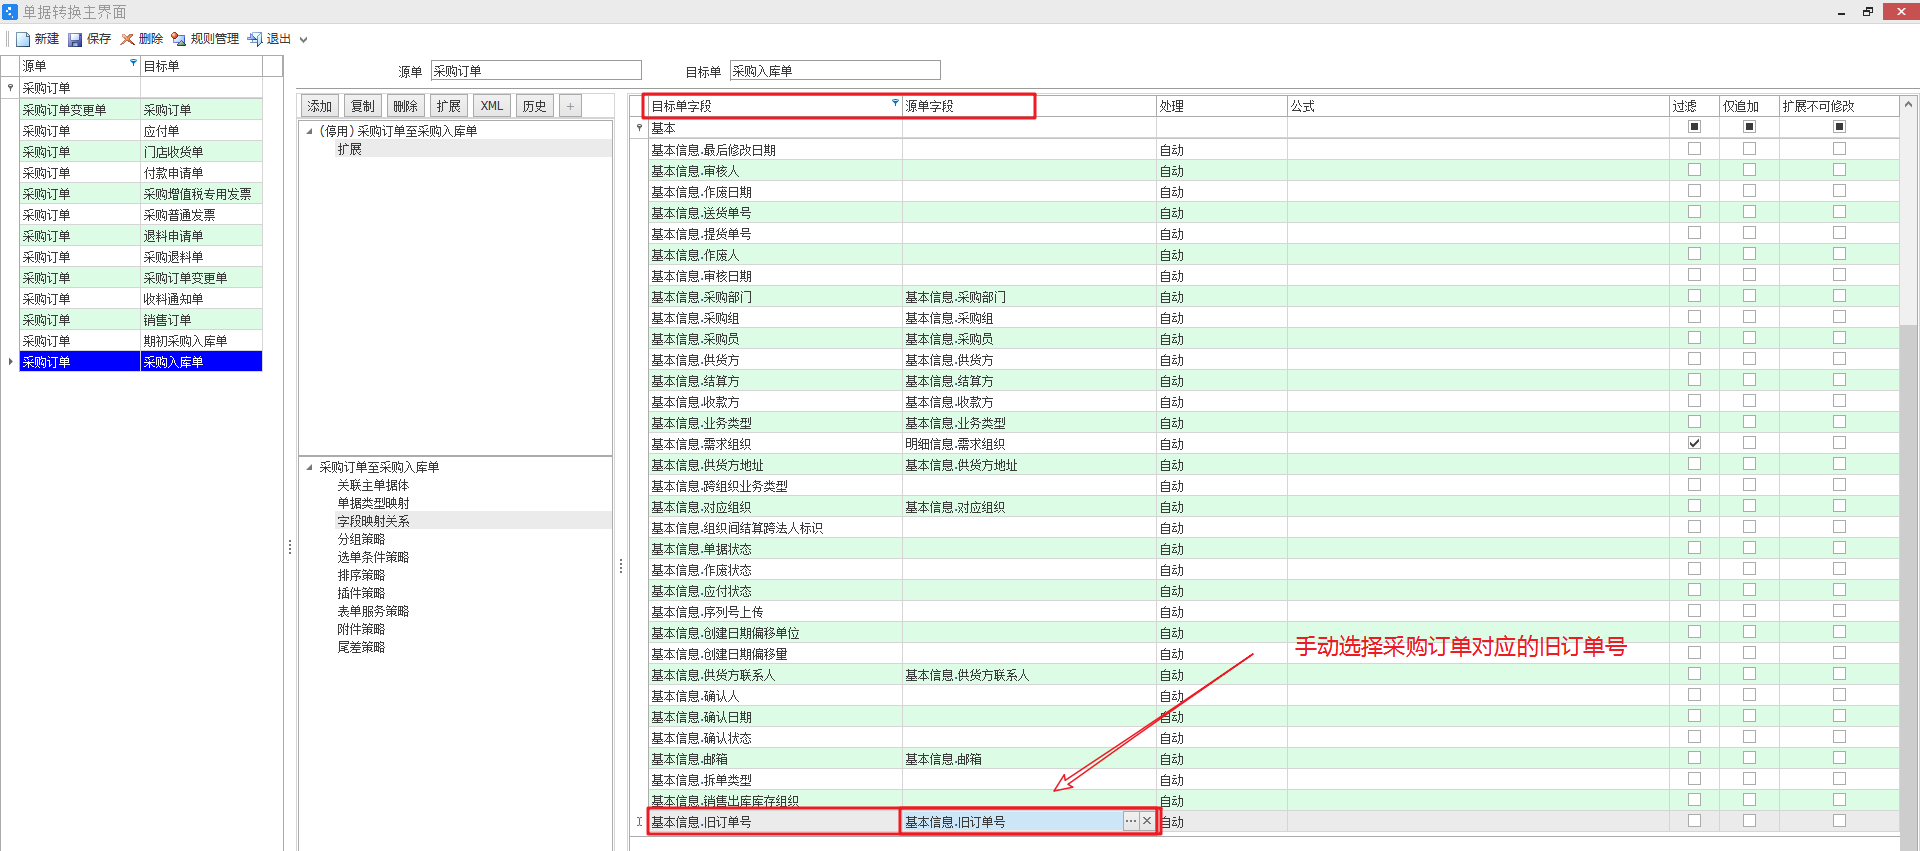 单据转换主界面
新建 保存 删除 规则管理 退出
源单 目标单
采购订单
采购订单变更单 采购订单
采购订单 应付单
采购订单 门店收货单
采购订单 付款申请单
采购订单 采购增值税专用发票
采购订单 采购普通发票
采购订单 退料申请单
采购订单 采购退料单
采购订单 采购订单变更单
采购订单 收料通知单
采购订单 销售订单
采购订单 期初采购入库单
采购订单 采购入库单
源单 采购订单 目标单 采购入库单
添加 复制 删除 扩展 XML 历史 +
(停用) 采购订单至采购入库单
扩展
采购订单至采购入库单
关联主单据体
单据类型映射
字段映射关系
分组策略
选单条件策略
排序策略
插件策略
表单服务策略
附件策略
尾差策略
目标单字段 源单字段 处理 公式 过滤 仅追加 扩展不可修改
基本
基本信息.最后修改日期 自动
基本信息.审核人 自动
基本信息.作废日期 自动
基本信息.送货单号 自动
基本信息.提货单号 自动
基本信息.作废人 自动
基本信息.审核日期 自动
基本信息.采购部门 基本信息.采购部门 自动
基本信息.采购组 基本信息.采购组 自动
基本信息.采购员 基本信息.采购员 自动
基本信息.供货方 基本信息.供货方 自动
基本信息.结算方 基本信息.结算方 自动
基本信息.收款方 基本信息.收款方 自动
基本信息.业务类型 基本信息.业务类型 自动
基本信息.需求组织 明细信息.需求组织 自动
基本信息.供货方地址 基本信息.供货方地址 自动
基本信息.跨组织业务类型 自动
基本信息.对应组织 基本信息.对应组织 自动
基本信息.组织间结算跨法人标识 自动
基本信息.单据状态 自动
基本信息.作废状态 自动
基本信息.应付状态 自动
基本信息.序列号上传 自动
基本信息.创建日期偏移单位 自动
基本信息.创建日期偏移量 自动
基本信息.供货方联系人 基本信息.供货方联系人 自动
基本信息.确认人 自动
基本信息.确认日期 自动
基本信息.确认状态 自动
基本信息.邮箱 基本信息.邮箱 自动
基本信息.拆单类型 自动
基本信息.销售出库库存组织 自动
基本信息.旧订单号 基本信息.旧订单号 自动
手动选择采购订单对应的旧订单号